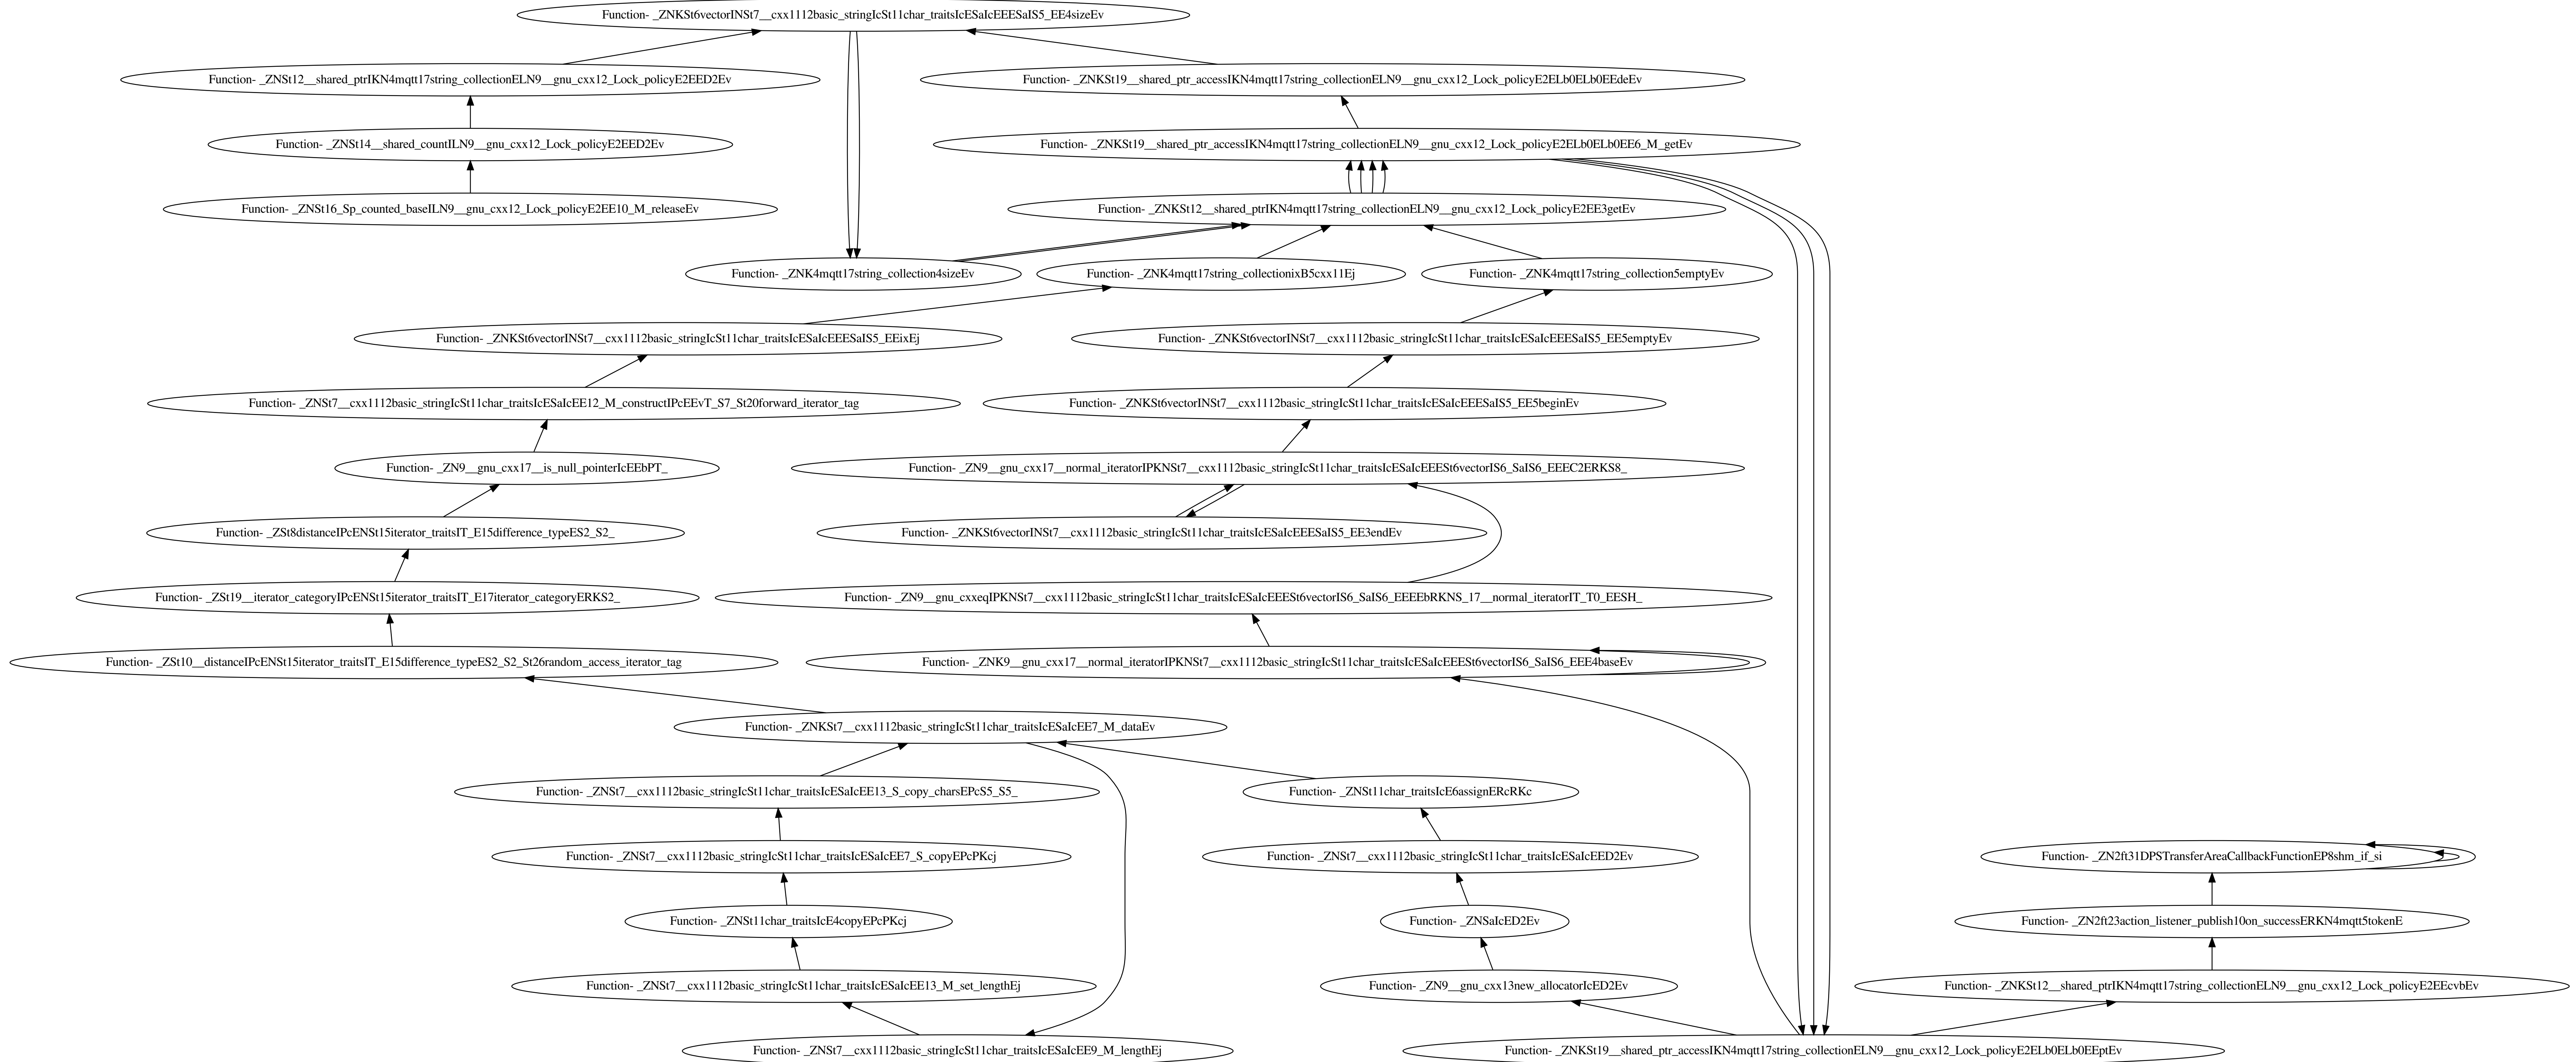 Function- _ZNKSt6vectorINSt7__cxx1112basic_stringIcSt11char_traitsIcESaIcEEESaIS5_EE4sizeEv
Function- _ZNSt12__shared_ptrIKN4mqtt17string_collectionELN9__gnu_cxx12_Lock_policyE2EED2Ev
Function- _ZNKSt19__shared_ptr_accessIKN4mqtt17string_collectionELN9__gnu_cxx12_Lock_policyE2ELb0ELb0EEdeEv
Function- _ZNSt14__shared_countILN9__gnu_cxx12_Lock_policyE2EED2Ev
Function- _ZNKSt19__shared_ptr_accessIKN4mqtt17string_collectionELN9__gnu_cxx12_Lock_policyE2ELb0ELb0EE6_M_getEv
Function- _ZNSt16_Sp_counted_baseILN9__gnu_cxx12_Lock_policyE2EE10_M_releaseEv
Function- _ZNKSt12__shared_ptrIKN4mqtt17string_collectionELN9__gnu_cxx12_Lock_policyE2EE3getEv
Function- _ZNK4mqtt17string_collection4sizeEv
Function- _ZNK4mqtt17string_collectionixB5cxx11Ej
Function- _ZNK4mqtt17string_collection5emptyEv
Function- _ZNKSt6vectorINSt7__cxx1112basic_stringIcSt11char_traitsIcESaIcEEESaIS5_EEixEj
Function- _ZNKSt6vectorINSt7__cxx1112basic_stringIcSt11char_traitsIcESaIcEEESaIS5_EE5emptyEv
Function- _ZNSt7__cxx1112basic_stringIcSt11char_traitsIcESaIcEE12_M_constructIPcEEvT_S7_St20forward_iterator_tag
Function- _ZNKSt6vectorINSt7__cxx1112basic_stringIcSt11char_traitsIcESaIcEEESaIS5_EE5beginEv
Function- _ZN9__gnu_cxx17__is_null_pointerIcEEbPT_
Function- _ZN9__gnu_cxx17__normal_iteratorIPKNSt7__cxx1112basic_stringIcSt11char_traitsIcESaIcEEESt6vectorIS6_SaIS6_EEEC2ERKS8_
Function- _ZSt8distanceIPcENSt15iterator_traitsIT_E15difference_typeES2_S2_
Function- _ZNKSt6vectorINSt7__cxx1112basic_stringIcSt11char_traitsIcESaIcEEESaIS5_EE3endEv
Function- _ZSt19__iterator_categoryIPcENSt15iterator_traitsIT_E17iterator_categoryERKS2_
Function- _ZN9__gnu_cxxeqIPKNSt7__cxx1112basic_stringIcSt11char_traitsIcESaIcEEESt6vectorIS6_SaIS6_EEEEbRKNS_17__normal_iteratorIT_T0_EESH_
Function- _ZSt10__distanceIPcENSt15iterator_traitsIT_E15difference_typeES2_S2_St26random_access_iterator_tag
Function- _ZNK9__gnu_cxx17__normal_iteratorIPKNSt7__cxx1112basic_stringIcSt11char_traitsIcESaIcEEESt6vectorIS6_SaIS6_EEE4baseEv
Function- _ZNKSt7__cxx1112basic_stringIcSt11char_traitsIcESaIcEE7_M_dataEv
Function- _ZNSt7__cxx1112basic_stringIcSt11char_traitsIcESaIcEE13_S_copy_charsEPcS5_S5_
Function- _ZNSt11char_traitsIcE6assignERcRKc
Function- _ZNSt7__cxx1112basic_stringIcSt11char_traitsIcESaIcEE7_S_copyEPcPKcj
Function- _ZNSt7__cxx1112basic_stringIcSt11char_traitsIcESaIcEED2Ev
Function- _ZN2ft31DPSTransferAreaCallbackFunctionEP8shm_if_si
Function- _ZNSt11char_traitsIcE4copyEPcPKcj
Function- _ZNSaIcED2Ev
Function- _ZN2ft23action_listener_publish10on_successERKN4mqtt5tokenE
Function- _ZNSt7__cxx1112basic_stringIcSt11char_traitsIcESaIcEE13_M_set_lengthEj
Function- _ZN9__gnu_cxx13new_allocatorIcED2Ev
Function- _ZNKSt12__shared_ptrIKN4mqtt17string_collectionELN9__gnu_cxx12_Lock_policyE2EEcvbEv
Function- _ZNSt7__cxx1112basic_stringIcSt11char_traitsIcESaIcEE9_M_lengthEj
Function- _ZNKSt19__shared_ptr_accessIKN4mqtt17string_collectionELN9__gnu_cxx12_Lock_policyE2ELb0ELb0EEptEv